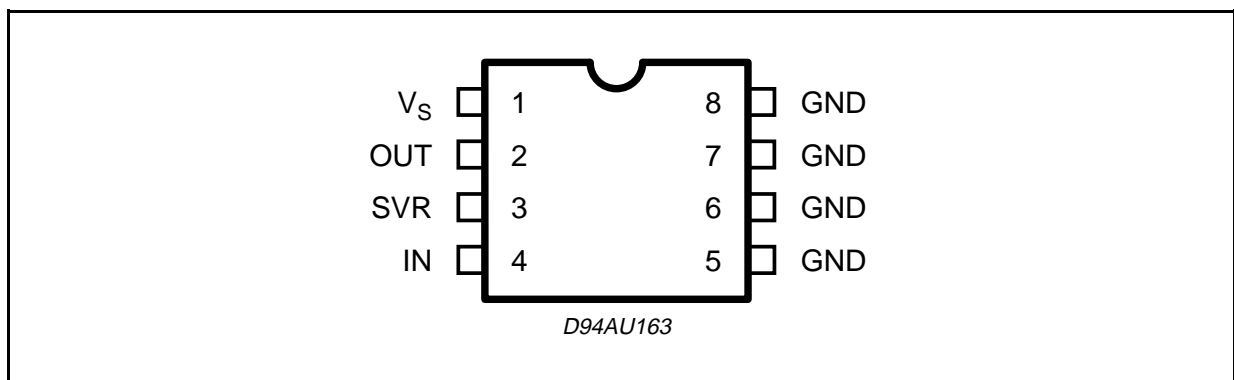 V_S 1 8 GND
OUT 2 7 GND
SVR 3 6 GND
IN 4 5 GND
D94AU163